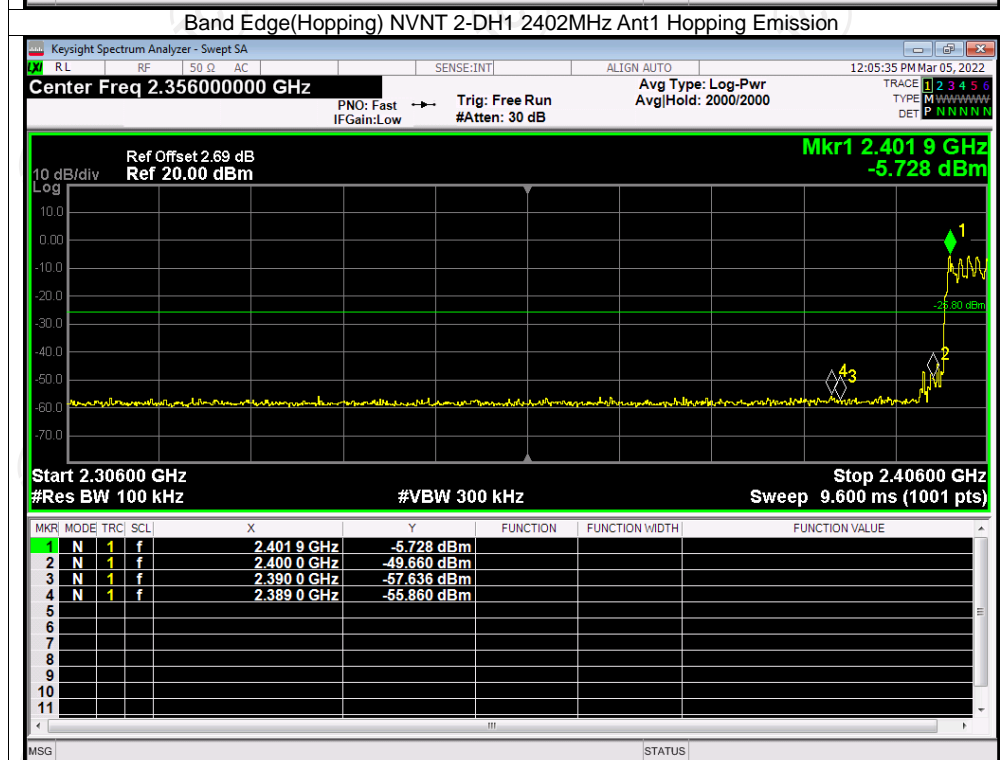 Band Edge(Hopping) NVNT 2-DH1 2402MHz Ant1 Hopping Emission
Keysight Spectrum Analyzer - Swept SA
LXI RL RF 50 Ω AC SENSE:INT ALIGN AUTO 12:05:35 PM Mar 05, 2022
Center Freq 2.356000000 GHz
PNO: Fast
IFGain:Low
Trig: Free Run
#Atten: 30 dB
Avg Type: Log-Pwr
Avg|Hold: 2000/2000
TRACE 1 2 3 4 5 6
TYPE M WWWWW
DET P N N N N N
Mkr1 2.401 9 GHz
-5.728 dBm
Ref Offset 2.69 dB
10 dB/div Ref 20.00 dBm
Log
10.0
0.00
-10.0
-20.0
-30.0
-40.0
-50.0
-60.0
-70.0
1
-25.80 dBm
2
4 3
Start 2.30600 GHz Stop 2.40600 GHz
#Res BW 100 kHz #VBW 300 kHz Sweep 9.600 ms (1001 pts)
MKR MODE TRC SCL X Y FUNCTION FUNCTION WIDTH FUNCTION VALUE
1 N 1 f 2.401 9 GHz -5.728 dBm
2 N 1 f 2.400 0 GHz -49.660 dBm
3 N 1 f 2.390 0 GHz -57.636 dBm
4 N 1 f 2.389 0 GHz -55.860 dBm
5
6
7
8
9
10
11
MSG STATUS